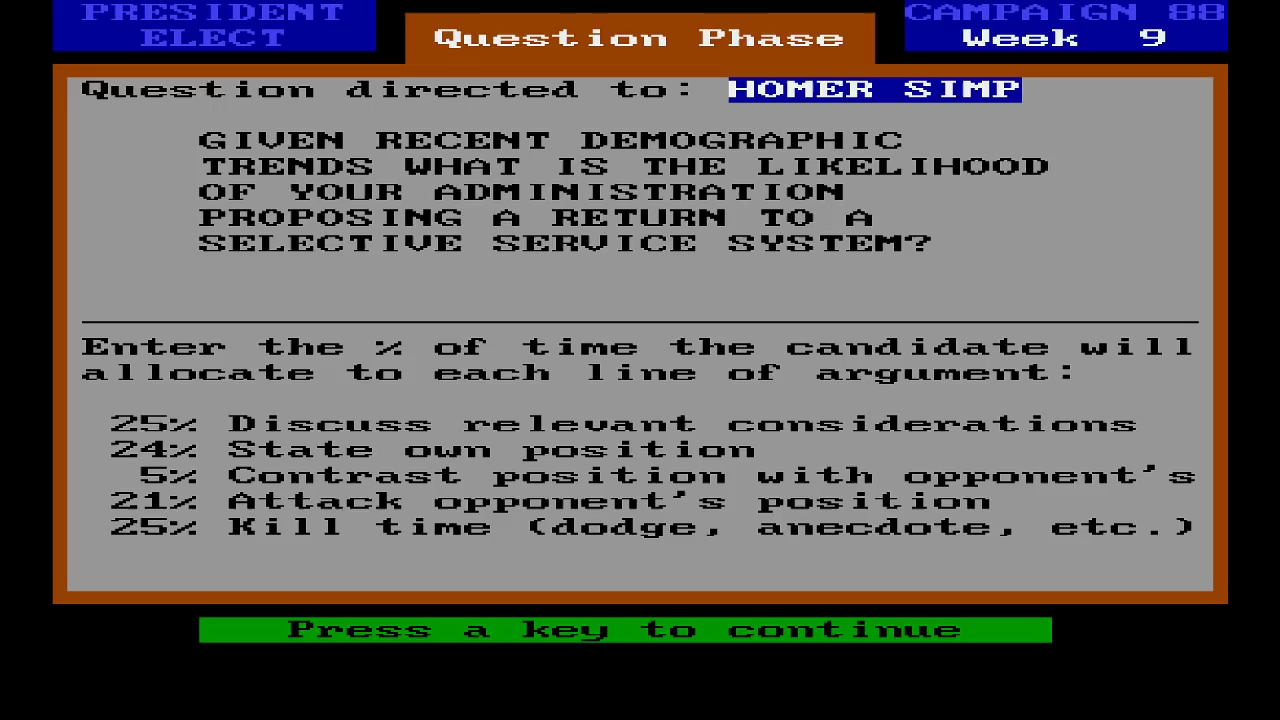 PRESIDENT
ELECT
Question Phase
CAMPAIGN 88
Week 9
Question directed to: HOMER SIMP
GIVEN RECENT DEMOGRAPHIC
TRENDS WHAT IS THE LIKELIHOOD
OF YOUR ADMINISTRATION
PROPOSING A RETURN TO A
SELECTIVE SERVICE SYSTEM?
Enter the % of time the candidate will
allocate to each line of argument:
25% Discuss relevant considerations
24% State own position
5% Contrast position with opponent's
21% Attack opponent's position
25% Kill time (dodge, anecdote, etc.)
Press a key to continue